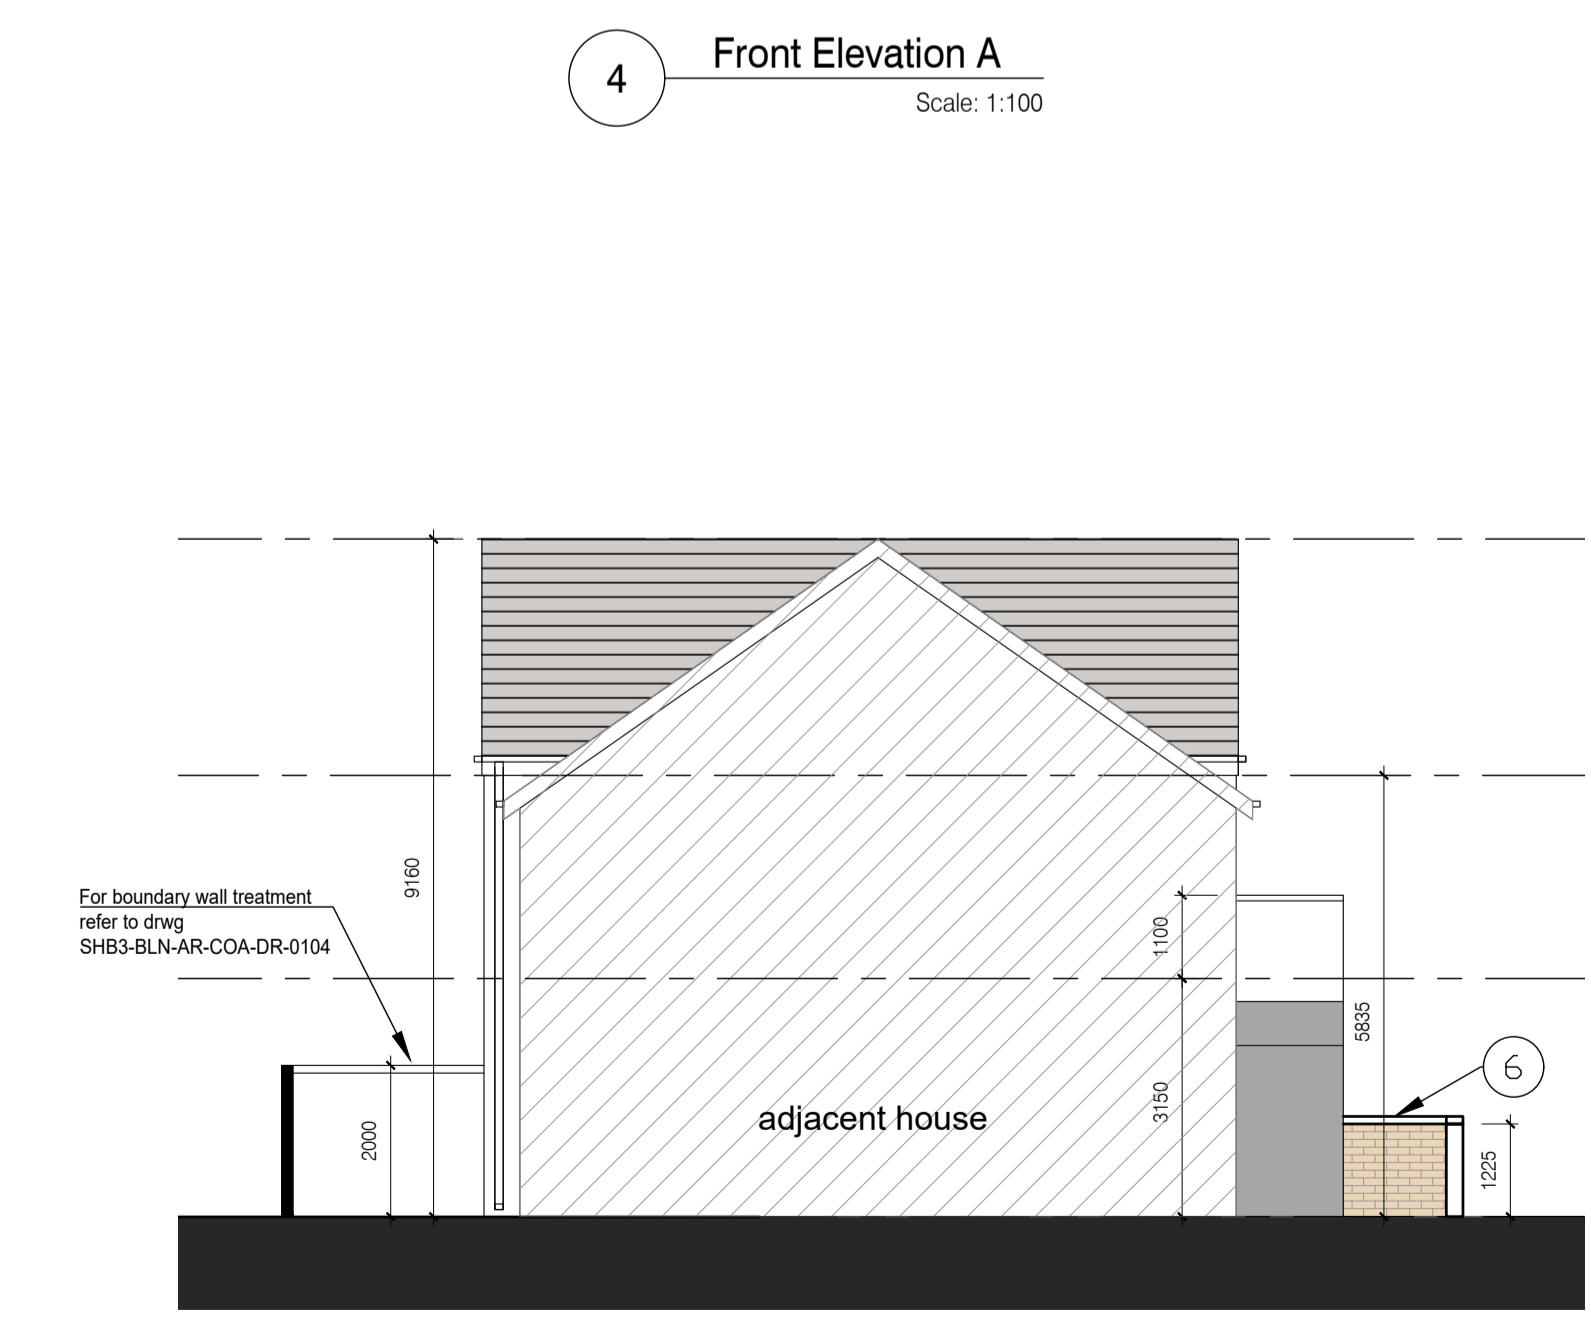 4
Front Elevation A
Scale: 1:100
9160
For boundary wall treatment
refer to drwg
SHB3-BLN-AR-COA-DR-0104
2000
adjacent house
1100
3150
5835
6
1225